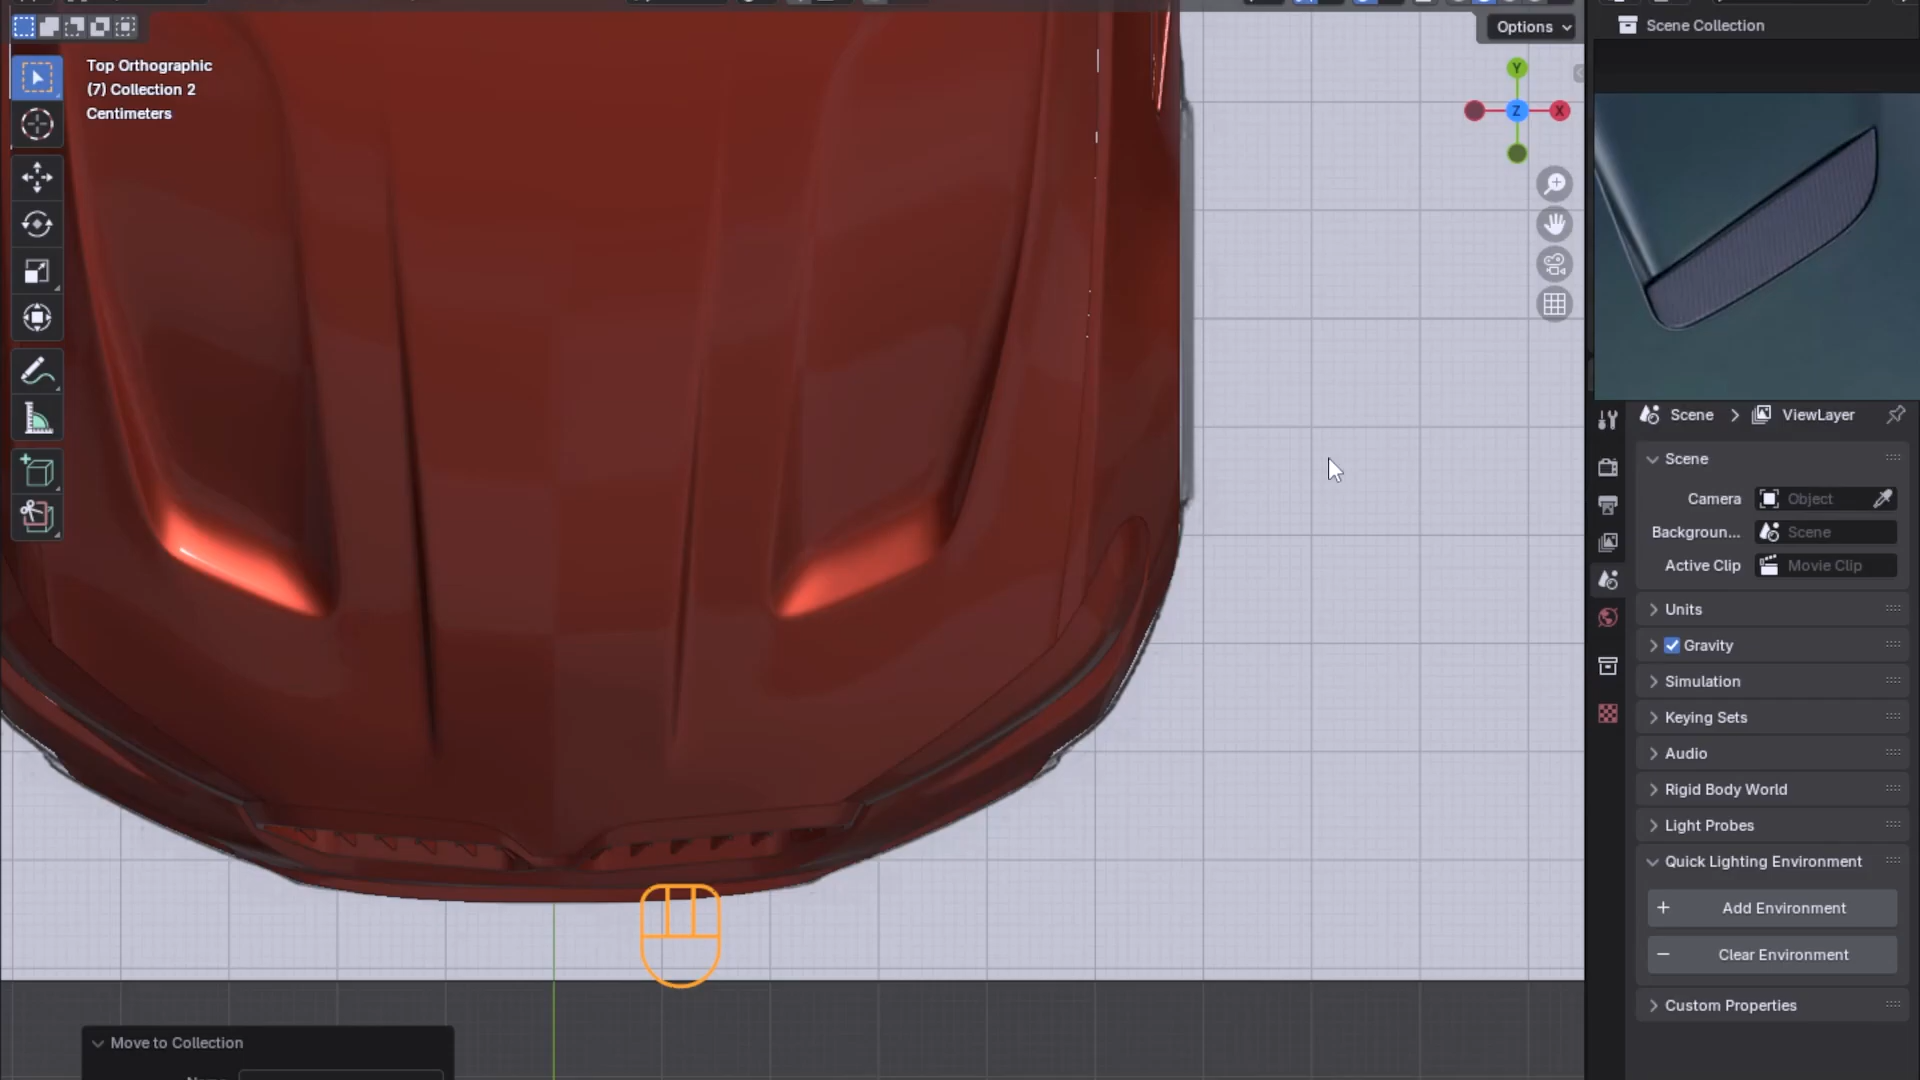 Options
Scene Collection
Top Orthographic
(7) Collection 2
Centimeters
Y
Z
X
Scene
ViewLayer
Scene
Camera
Object
Backgroun...
Scene
Active Clip
Movie Clip
Units
Gravity
Simulation
Keying Sets
Audio
Rigid Body World
Light Probes
Quick Lighting Environment
+ Add Environment
− Clear Environment
Custom Properties
Move to Collection